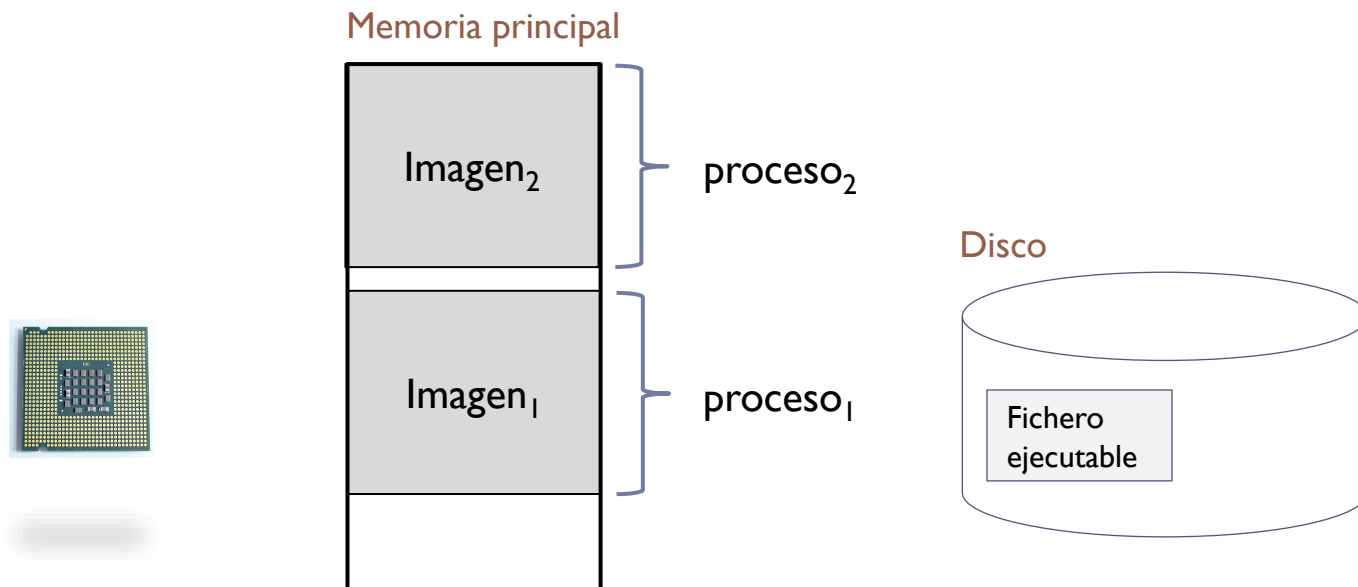 Memoria principal
Imagen₂
proceso₂
Disco
Imagen₁
proceso₁
Fichero
ejecutable